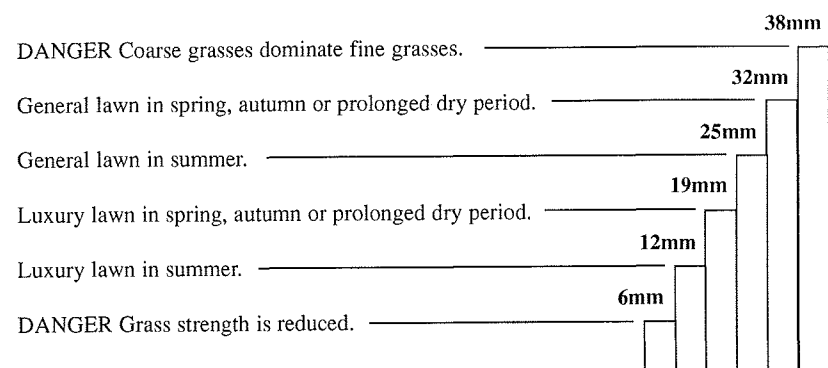 38mm
DANGER Coarse grasses dominate fine grasses.
32mm
General lawn in spring, autumn or prolonged dry period.
25mm
General lawn in summer.
19mm
Luxury lawn in spring, autumn or prolonged dry period.
12mm
Luxury lawn in summer.
6mm
DANGER Grass strength is reduced.